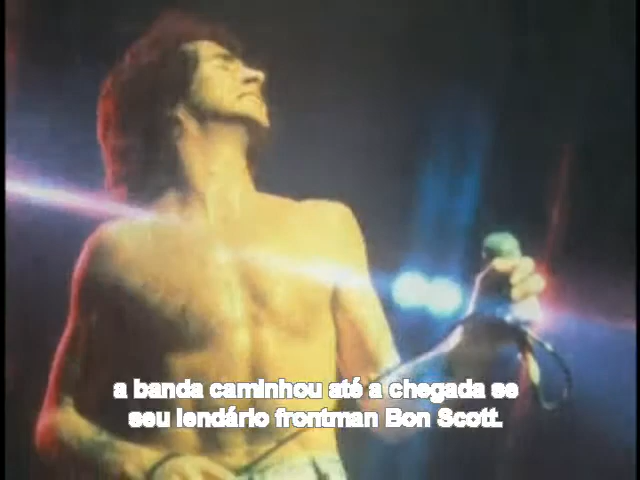 a banda caminhou até a chegada se
seu lendário frontman Bon Scott.